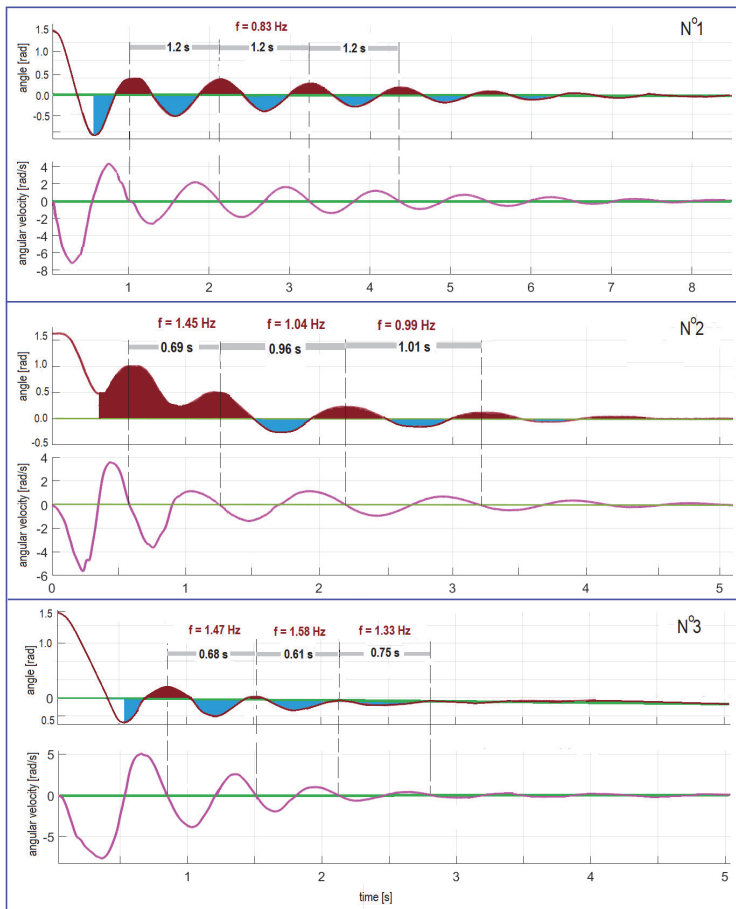 N°1
f = 0.83 Hz
1.2 s 1.2 s 1.2 s
angle [rad]
1.5
1.0
0.5
0.0
-0.5
angular velocity [rad/s]
4
2
0
-2
-4
-6
-8
1 2 3 4 5 6 7 8
N°2
f = 1.45 Hz f = 1.04 Hz f = 0.99 Hz
0.69 s 0.96 s 1.01 s
angle [rad]
1.5
1.0
0.5
0.0
-0.5
angular velocity [rad/s]
4
2
0
-2
-4
-6
0 1 2 3 4 5
N°3
f = 1.47 Hz f = 1.58 Hz f = 1.33 Hz
0.68 s 0.61 s 0.75 s
angle [rad]
1.5
1.0
0
0.5
angular velocity [rad/s]
5
0
-5
1 2 3 4 5
time [s]